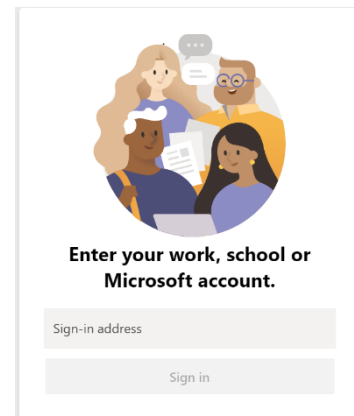 Enter your work, school or
Microsoft account.
Sign-in address
Sign in